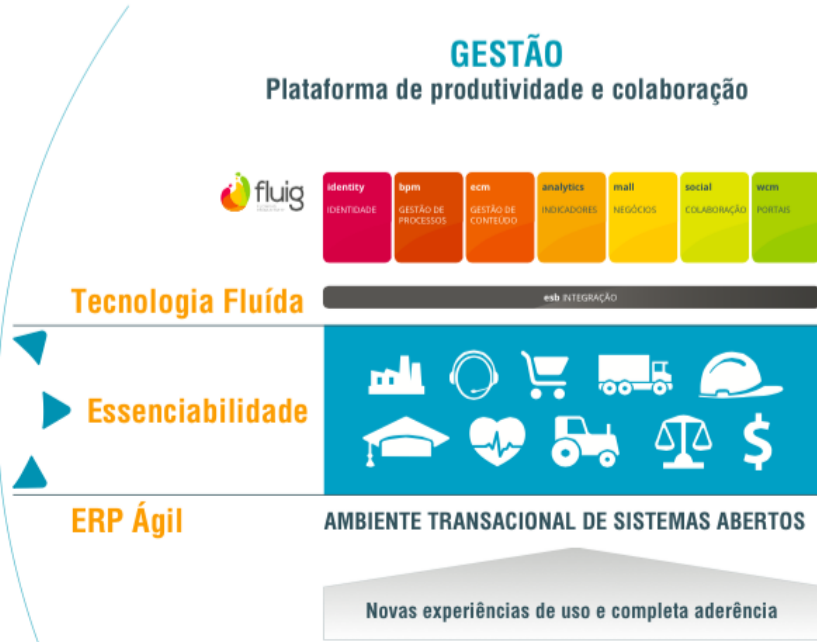 GESTÃO
Plataforma de produtividade e colaboração
fluig
identity
IDENTIDADE
bpm
GESTÃO DE
PROCESSOS
ecm
GESTÃO DE
CONTEÚDO
analytics
INDICADORES
mall
NEGÓCIOS
social
COLABORAÇÃO
wcm
PORTAIS
Tecnologia Fluída
esb INTEGRAÇÃO
Essenciabilidade
$
ERP Ágil
AMBIENTE TRANSACIONAL DE SISTEMAS ABERTOS
Novas experiências de uso e completa aderência